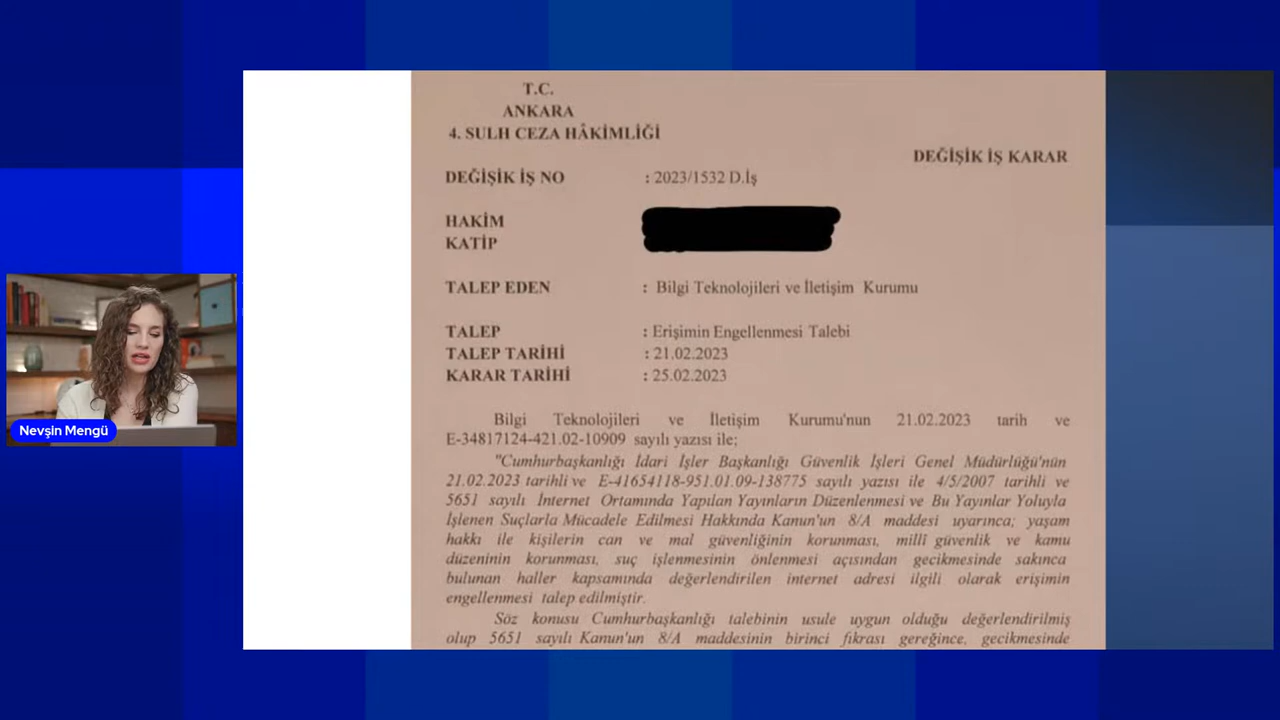 T.C.
ANKARA
4. SULH CEZA HÂKİMLİĞİ
DEĞİŞİK İŞ KARAR
DEĞİŞİK İŞ NO : 2023/1532 D.İş
HAKİM
KATİP
TALEP EDEN : Bilgi Teknolojileri ve İletişim Kurumu
TALEP : Erişimin Engellenmesi Talebi
TALEP TARİHİ : 21.02.2023
KARAR TARİHİ : 25.02.2023
Bilgi Teknolojileri ve İletişim Kurumu'nun 21.02.2023 tarih ve
E-34817124-421.02-10909 sayılı yazısı ile;
"Cumhurbaşkanlığı İdari İşler Başkanlığı Güvenlik İşleri Genel Müdürlüğü'nün
21.02.2023 tarihli ve E-41654118-951.01.09-138775 sayılı yazısı ile 4/5/2007 tarihli ve
5651 sayılı İnternet Ortamında Yapılan Yayınların Düzenlenmesi ve Bu Yayınlar Yoluyla
İşlenen Suçlarla Mücadele Edilmesi Hakkında Kanun'un 8/A maddesi uyarınca; yaşam
hakkı ile kişilerin can ve mal güvenliğinin korunması, millî güvenlik ve kamu
düzeninin korunması, suç işlenmesinin önlenmesi açısından gecikmesinde sakınca
bulunan haller kapsamında değerlendirilen internet adresi ilgili olarak erişimin
engellenmesi talep edilmiştir.
Söz konusu Cumhurbaşkanlığı talebinin usule uygun olduğu değerlendirilmiş
olup 5651 sayılı Kanun'un 8/A maddesinin birinci fıkrası gereğince, gecikmesinde
Nevşin Mengü